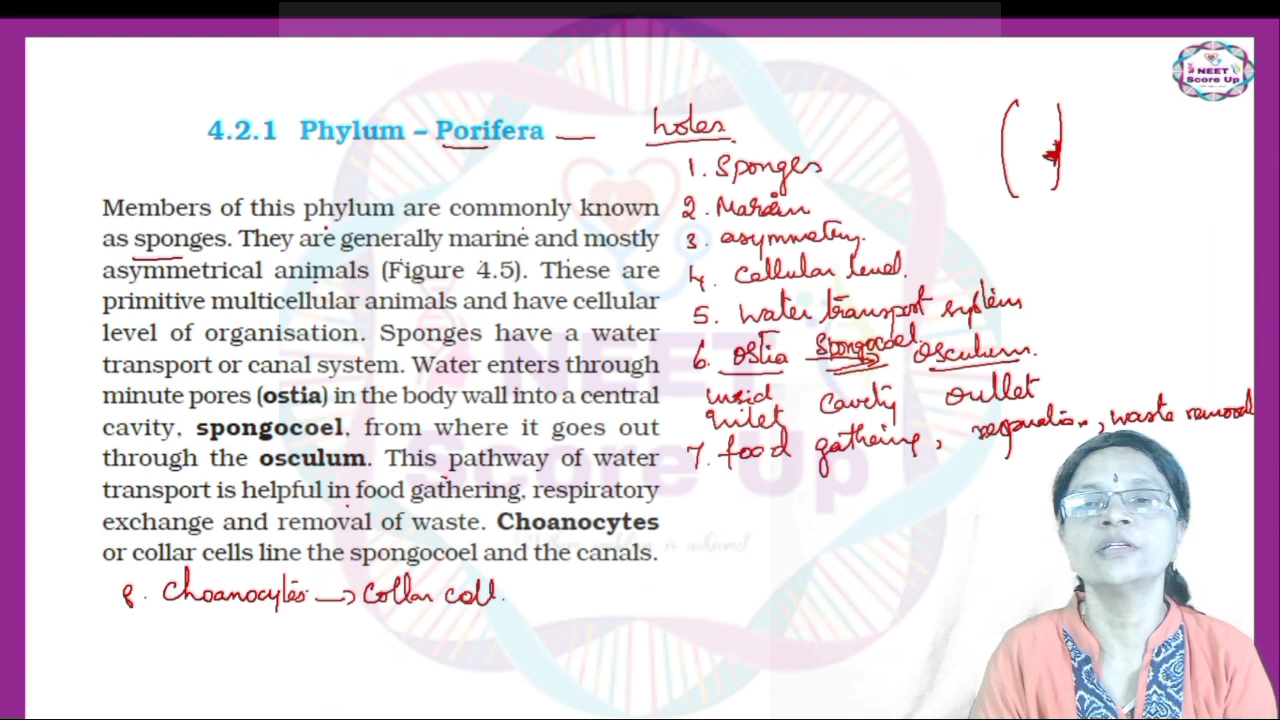 NEET
Score Up
4.2.1 Phylum – Porifera
holes
1. Sponges
2. Marin
3. asymmetry.
4. Cellular level.
5. water transport system
6. ostia spongocoel osculum.
inlet cavity outlet
7. food gathering, respiration, waste removal
Members of this phylum are commonly known
as sponges. They are generally marine and mostly
asymmetrical animals (Figure 4.5). These are
primitive multicellular animals and have cellular
level of organisation. Sponges have a water
transport or canal system. Water enters through
minute pores (ostia) in the body wall into a central
cavity, spongocoel, from where it goes out
through the osculum. This pathway of water
transport is helpful in food gathering, respiratory
exchange and removal of waste. Choanocytes
or collar cells line the spongocoel and the canals.
8. Choanocytes → Collar cell.
NEET
Score Up